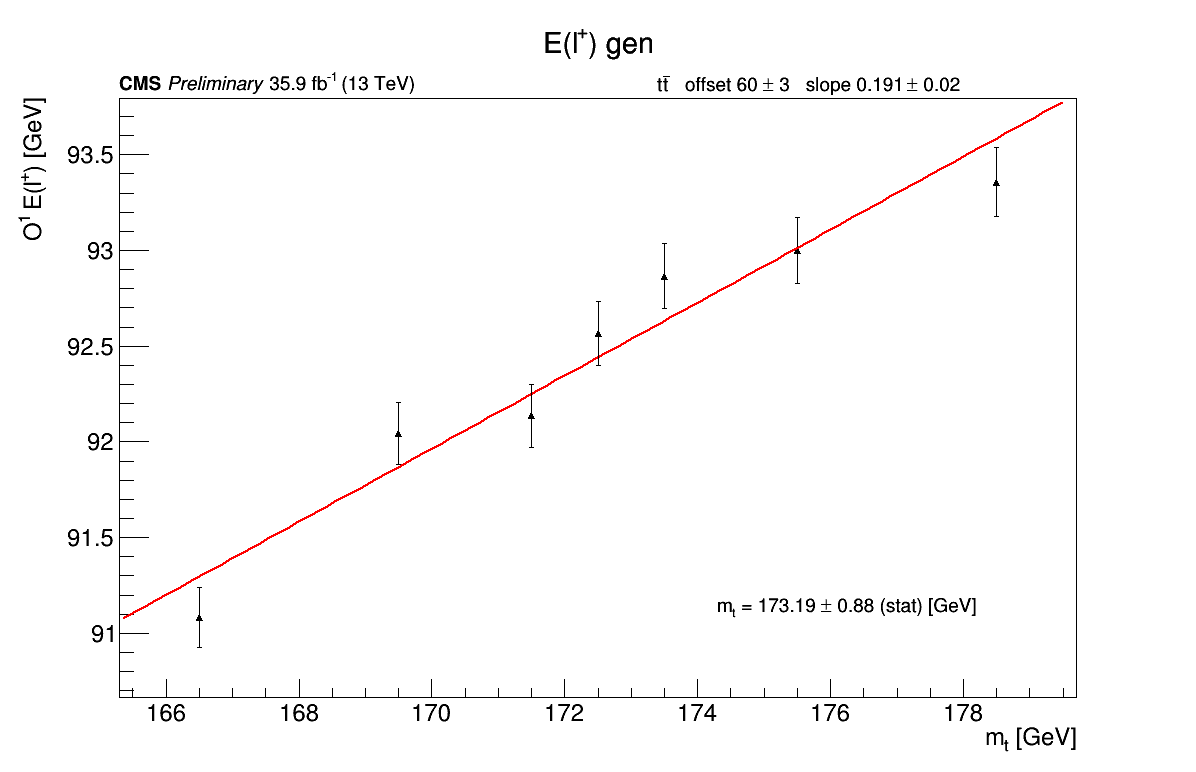 E(l⁺) gen
CMS Preliminary 35.9 fb⁻¹ (13 TeV) tt̄ offset 60 ± 3 slope 0.191 ± 0.02
O¹ E(l⁺) [GeV]
93.5
93
92.5
92
91.5
91
mₜ = 173.19 ± 0.88 (stat) [GeV]
166 168 170 172 174 176 178
mₜ [GeV]